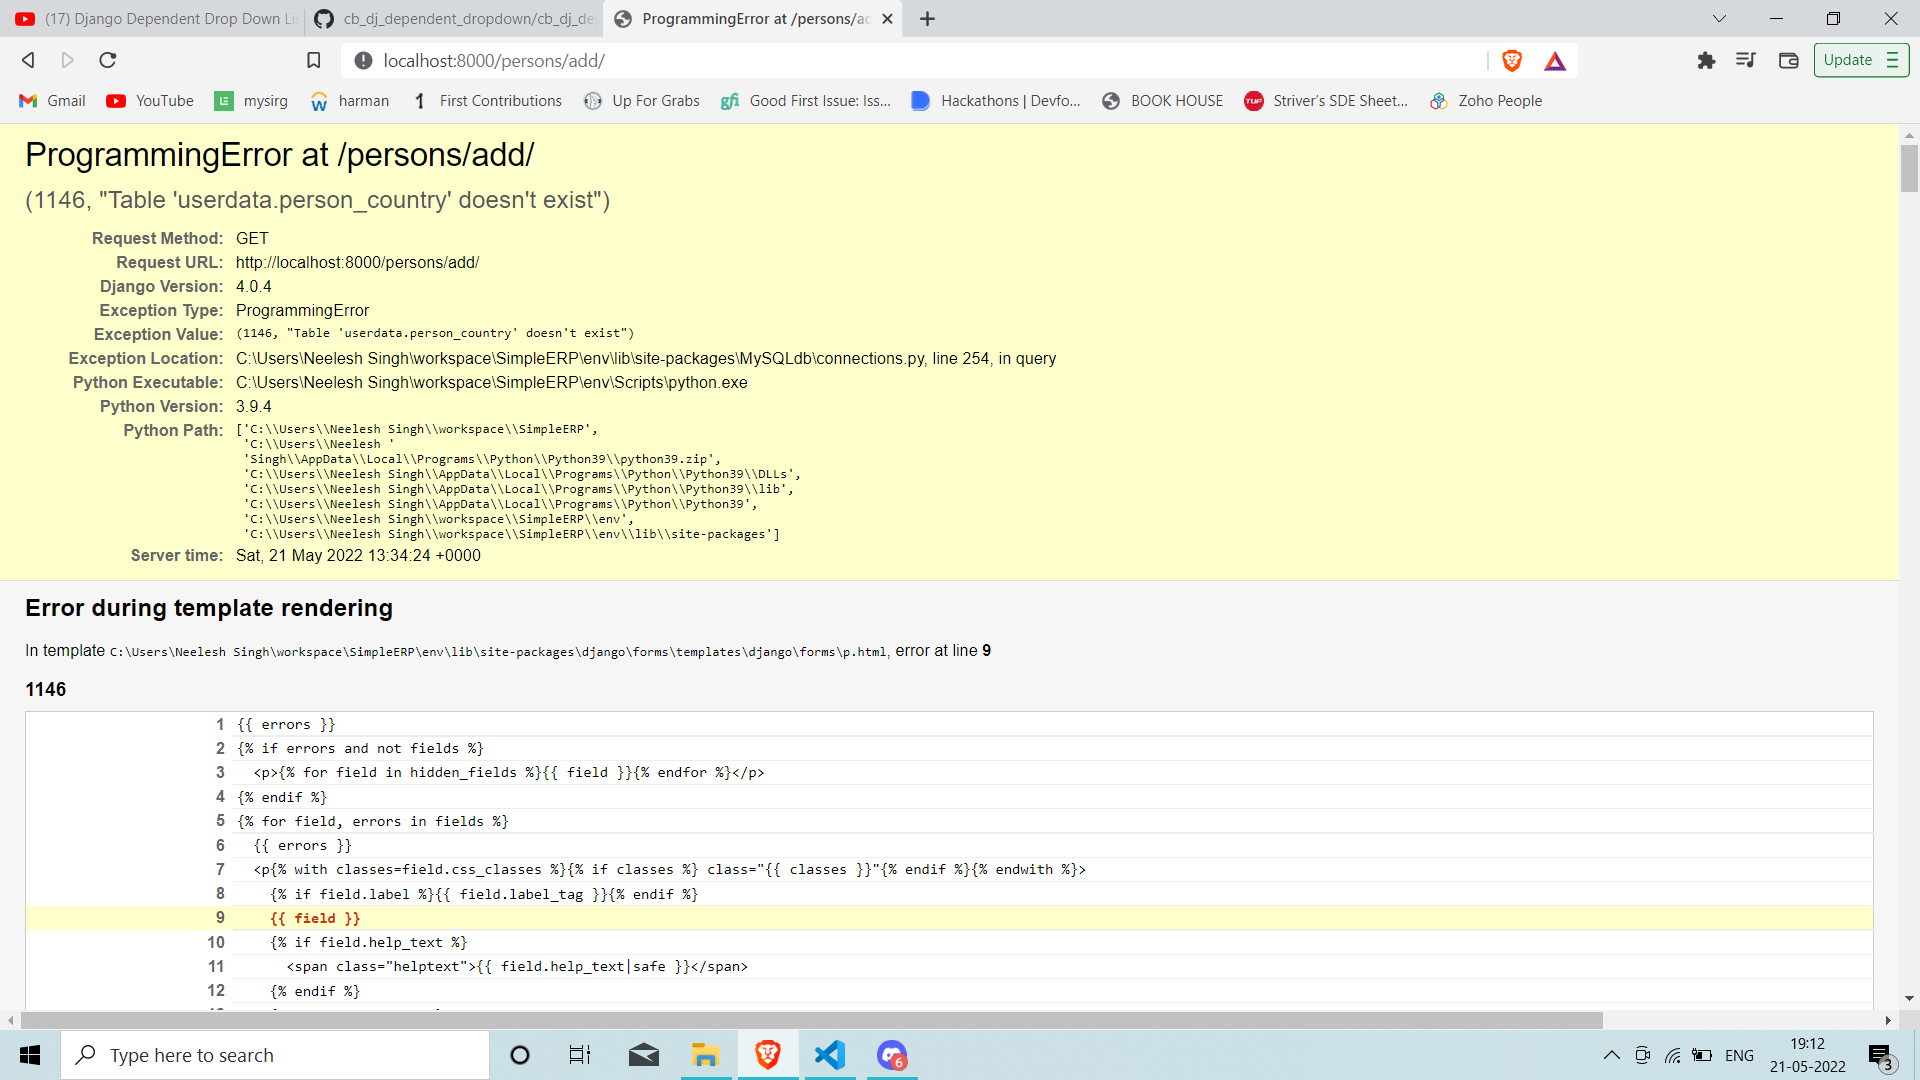 (17) Django Dependent Drop Down Lis
cb_dj_dependent_dropdown/cb_dj_de
ProgrammingError at /persons/ad
localhost:8000/persons/add/
Update
Gmail
YouTube
mysirg
harman
First Contributions
Up For Grabs
Good First Issue: Iss...
Hackathons | Devfo...
BOOK HOUSE
Striver's SDE Sheet...
Zoho People
ProgrammingError at /persons/add/
(1146, "Table 'userdata.person_country' doesn't exist")
Request Method: GET
Request URL: http://localhost:8000/persons/add/
Django Version: 4.0.4
Exception Type: ProgrammingError
Exception Value: (1146, "Table 'userdata.person_country' doesn't exist")
Exception Location: C:\Users\Neelesh Singh\workspace\SimpleERP\env\lib\site-packages\MySQLdb\connections.py, line 254, in query
Python Executable: C:\Users\Neelesh Singh\workspace\SimpleERP\env\Scripts\python.exe
Python Version: 3.9.4
Python Path: ['C:\\Users\\Neelesh Singh\\workspace\\SimpleERP',
'C:\\Users\\Neelesh '
'Singh\\AppData\\Local\\Programs\\Python\\Python39\\python39.zip',
'C:\\Users\\Neelesh Singh\\AppData\\Local\\Programs\\Python\\Python39\\DLLs',
'C:\\Users\\Neelesh Singh\\AppData\\Local\\Programs\\Python\\Python39\\lib',
'C:\\Users\\Neelesh Singh\\AppData\\Local\\Programs\\Python\\Python39',
'C:\\Users\\Neelesh Singh\\workspace\\SimpleERP\\env',
'C:\\Users\\Neelesh Singh\\workspace\\SimpleERP\\env\\lib\\site-packages']
Server time: Sat, 21 May 2022 13:34:24 +0000
Error during template rendering
In template C:\Users\Neelesh Singh\workspace\SimpleERP\env\lib\site-packages\django\forms\templates\django\forms\p.html, error at line 9
1146
1 {{ errors }}
2 {% if errors and not fields %}
3 <p>{% for field in hidden_fields %}{{ field }}{% endfor %}</p>
4 {% endif %}
5 {% for field, errors in fields %}
6 {{ errors }}
7 <p{% with classes=field.css_classes %}{% if classes %} class="{{ classes }}"{% endif %}{% endwith %}>
8 {% if field.label %}{{ field.label_tag }}{% endif %}
9 {{ field }}
10 {% if field.help_text %}
11 <span class="helptext">{{ field.help_text|safe }}</span>
12 {% endif %}
Type here to search
6
ENG
19:12
21-05-2022
3